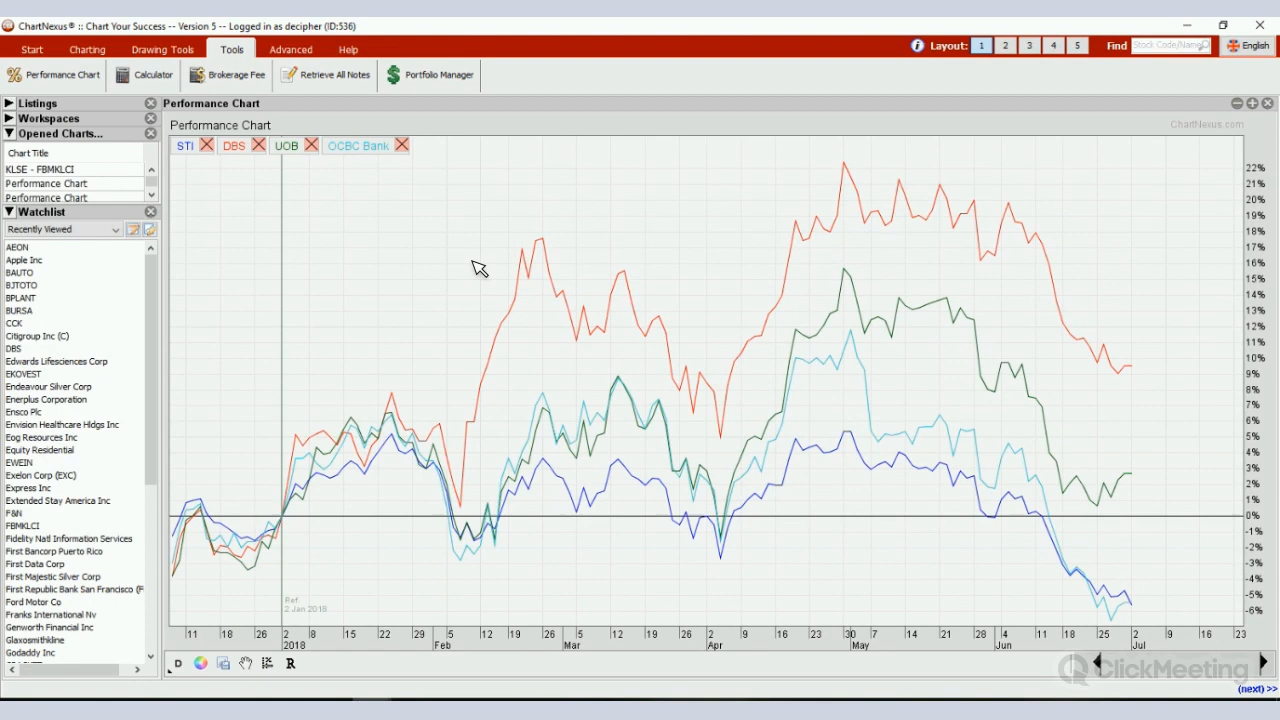 ChartNexus ® :: Chart Your Success -- Version 5 -- Logged in as decipher (ID:536)
Start Charting Drawing Tools Tools Advanced Help Layout: 1 2 3 4 5 Find Stock Code/Name English
Performance Chart Calculator Brokerage Fee Retrieve All Notes Portfolio Manager
Listings
Workspaces
Opened Charts...
Chart Title
KLSE - FBMKLCI
Performance Chart
Performance Chart
Watchlist
Recently Viewed
AEON
Apple Inc
BAUTO
BJTOTO
BPLANT
BURSA
CCK
Citigroup Inc (C)
DBS
Edwards Lifesciences Corp
EKOVEST
Endeavour Silver Corp
Enerplus Corporation
Ensco Plc
Envision Healthcare Hldgs Inc
Eog Resources Inc
Equity Residential
EWEIN
Exelon Corp (EXC)
Express Inc
Extended Stay America Inc
F&N
FBMKLCI
Fidelity Natl Information Services
First Bancorp Puerto Rico
First Data Corp
First Majestic Silver Corp
First Republic Bank San Francisco (F
Ford Motor Co
Franks International Nv
Genworth Financial Inc
Glaxosmithkline
Godaddy Inc
Performance Chart
Performance Chart ChartNexus.com
STI DBS UOB OCBC Bank
22%
21%
20%
19%
18%
17%
16%
15%
14%
13%
12%
11%
10%
9%
8%
7%
6%
5%
4%
3%
2%
1%
0%
-1%
-2%
-3%
-4%
-5%
-6%
Ref.
2 Jan 2018
11 18 26 2 8 15 22 29 5 12 19 26 5 12 19 26 2 16 23 30 7 14 21 28 4 11 18 25 2 9 16 23
2018 Feb Mar Apr May Jun Jul
D R
ClickMeeting
(next) >>